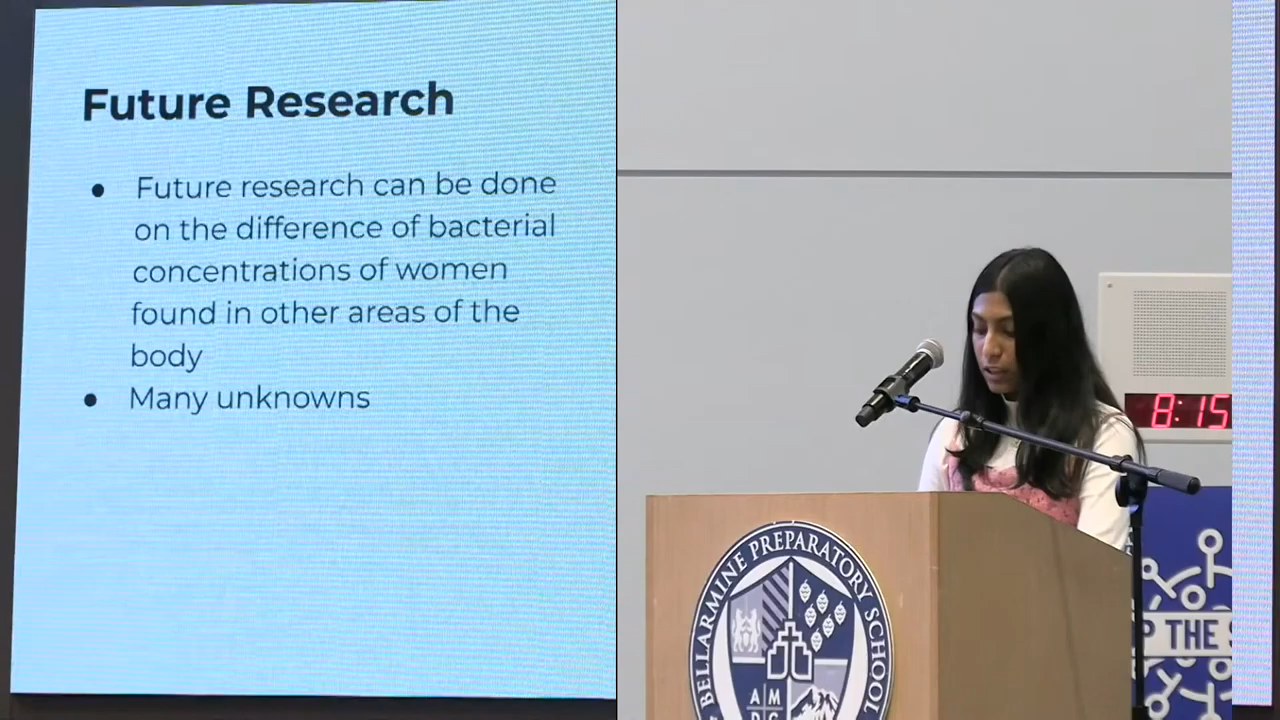 Future Research
● Future research can be done
on the difference of bacterial
concentrations of women
found in other areas of the
body
● Many unknowns
8:15
BELLARMINE PREPARATORY SCHOOL
A M
THE